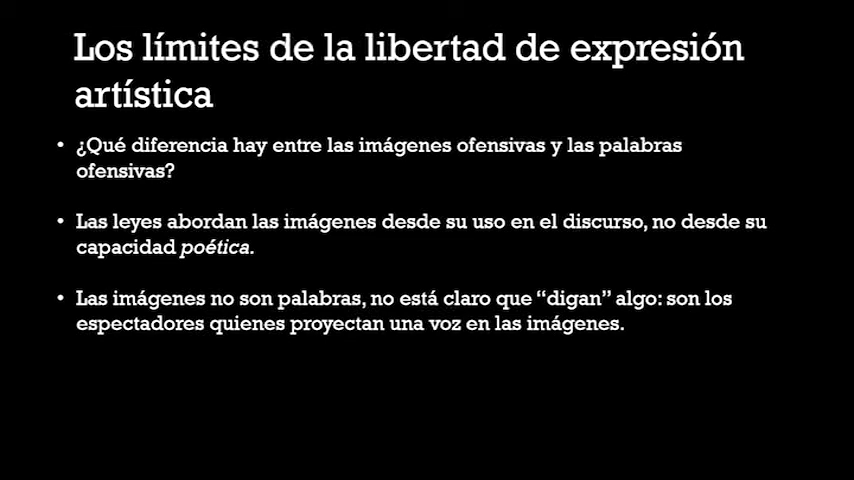 Los límites de la libertad de expresión
artística
• ¿Qué diferencia hay entre las imágenes ofensivas y las palabras
ofensivas?
• Las leyes abordan las imágenes desde su uso en el discurso, no desde su
capacidad poética.
• Las imágenes no son palabras, no está claro que “digan” algo: son los
espectadores quienes proyectan una voz en las imágenes.